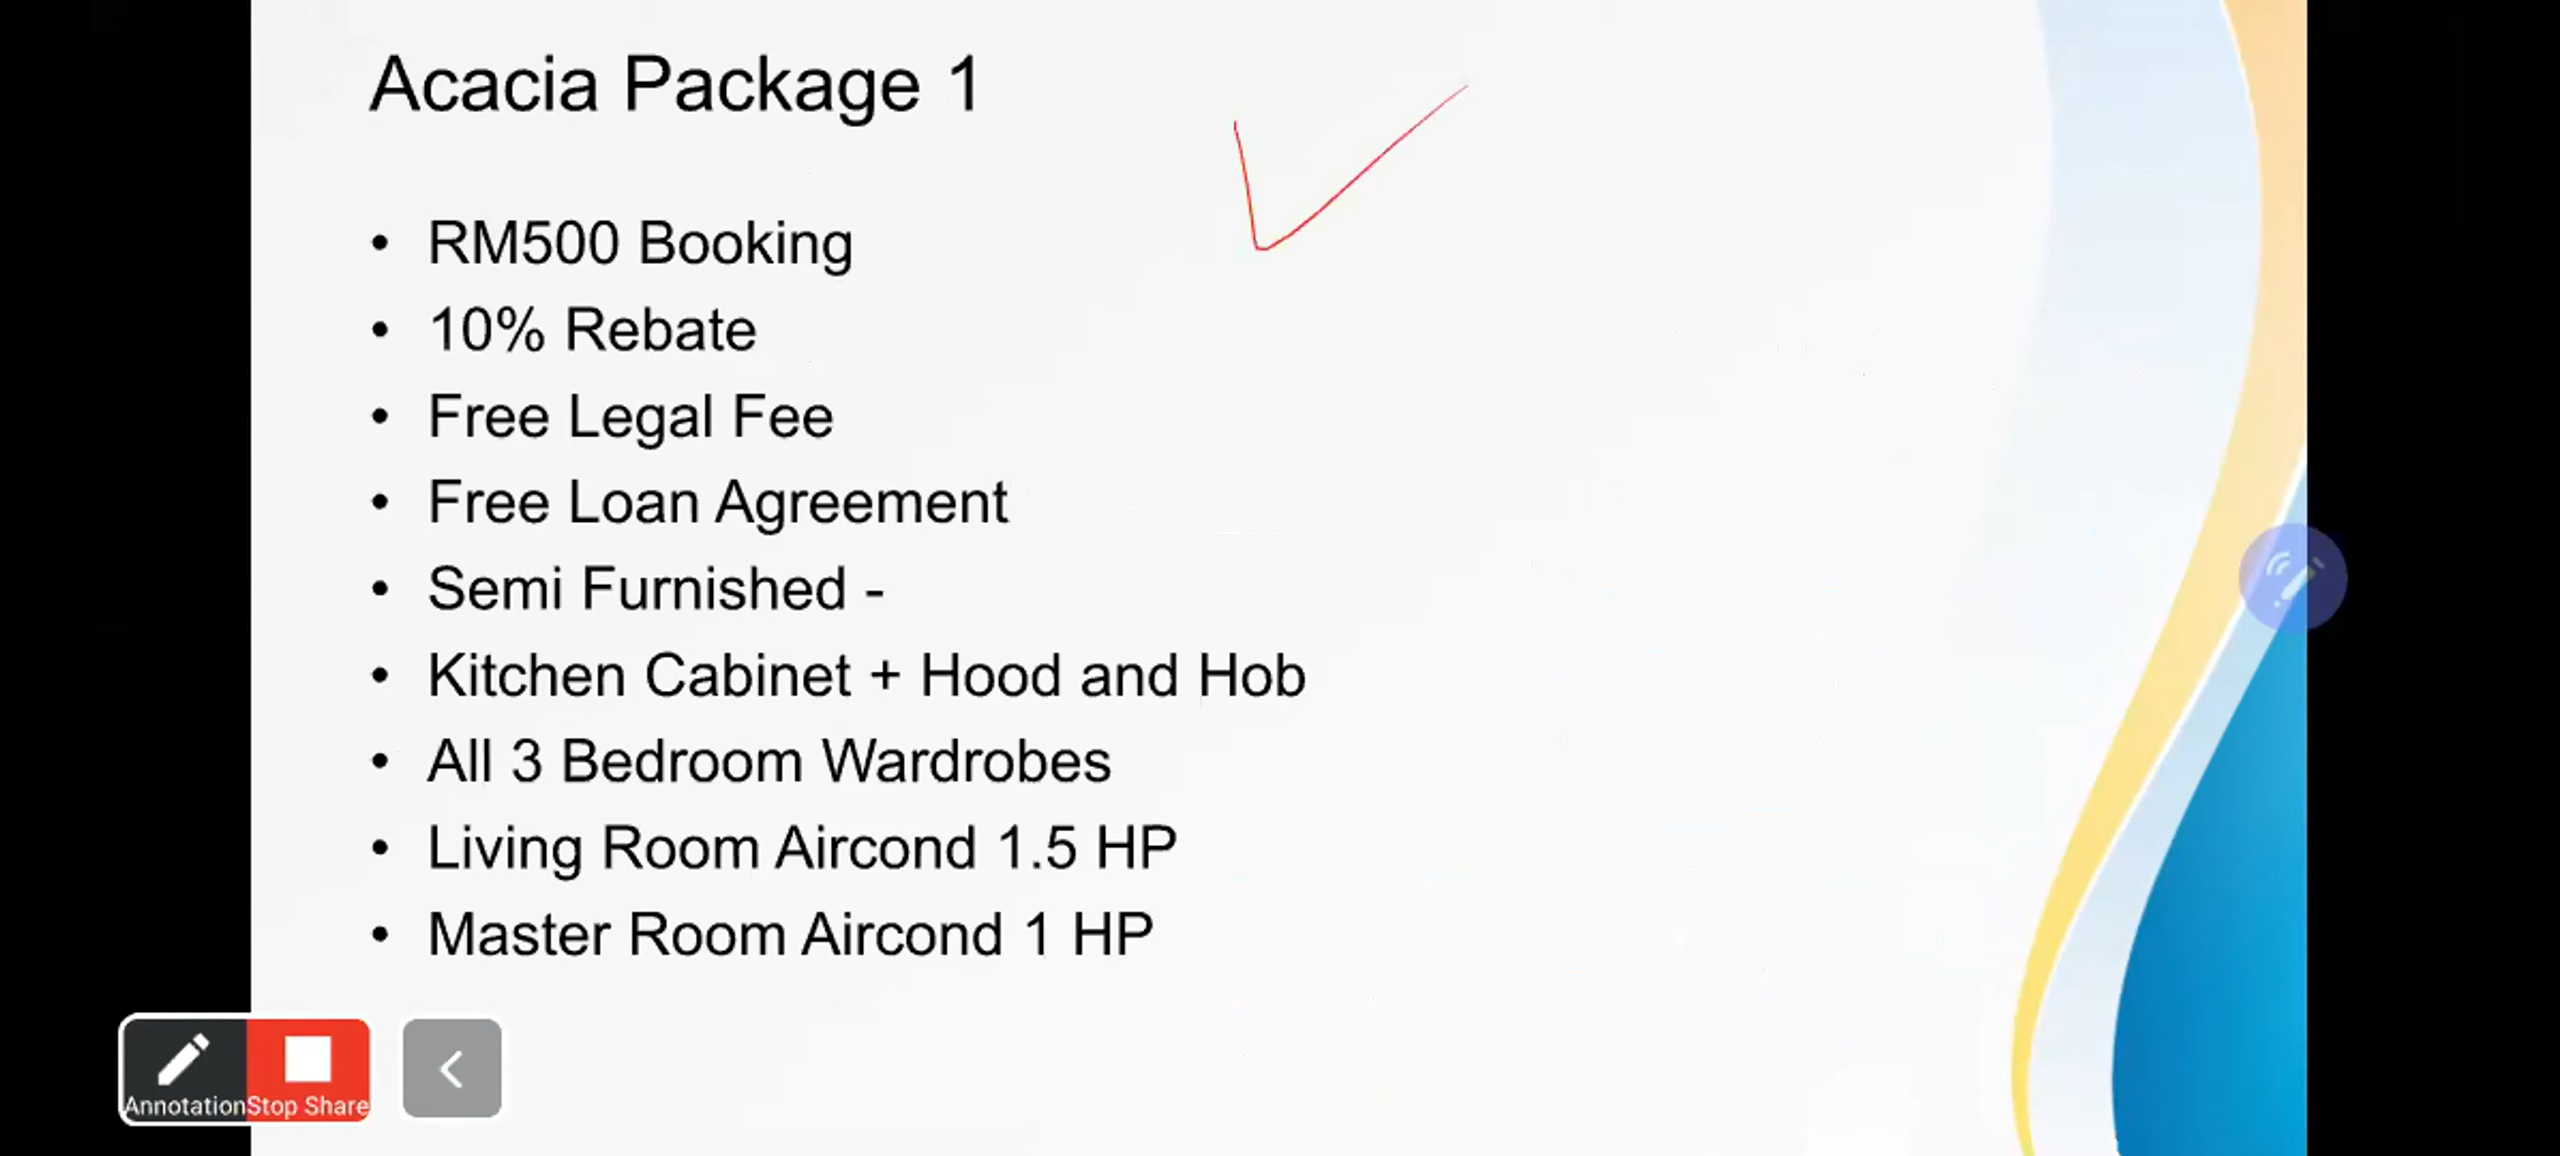 Acacia Package 1
• RM500 Booking
• 10% Rebate
• Free Legal Fee
• Free Loan Agreement
• Semi Furnished -
• Kitchen Cabinet + Hood and Hob
• All 3 Bedroom Wardrobes
• Living Room Aircond 1.5 HP
• Master Room Aircond 1 HP
Annotation Stop Share